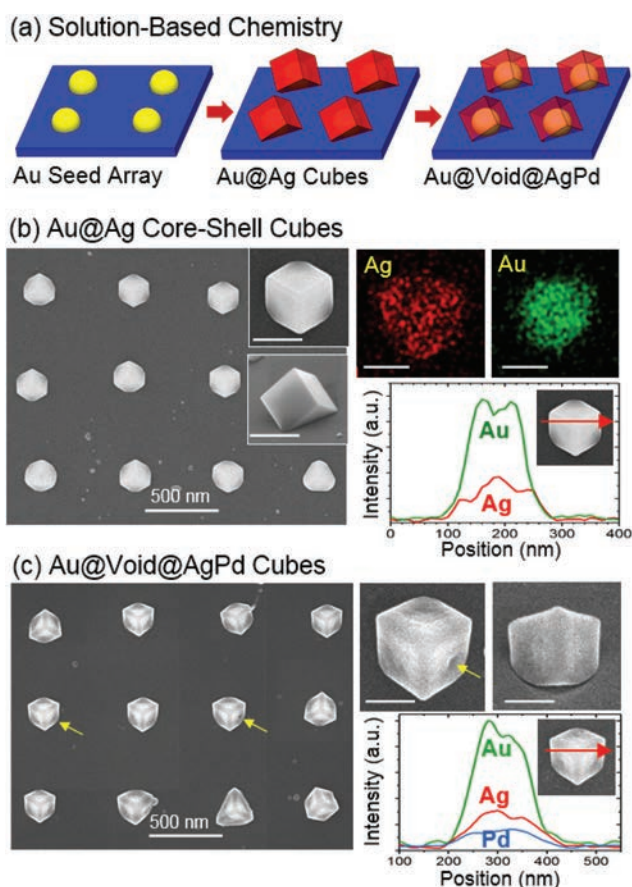 (a) Solution-Based Chemistry
Au Seed Array
Au@Ag Cubes
Au@Void@AgPd
(b) Au@Ag Core-Shell Cubes
500 nm
Ag
Au
Intensity (a.u.)
Au
Ag
0 100 200 300 400
Position (nm)
(c) Au@Void@AgPd Cubes
500 nm
Intensity (a.u.)
Au
Ag
Pd
100 200 300 400 500
Position (nm)